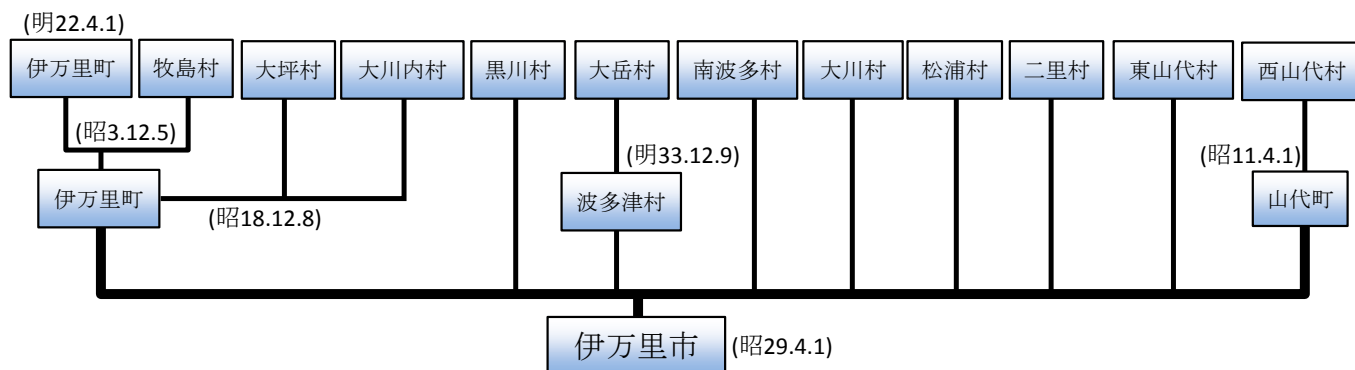 (明22.4.1)
伊万里町
牧島村
大坪村
大川内村
黒川村
大岳村
南波多村
大川村
松浦村
二里村
東山代村
西山代村
(昭3.12.5)
(明33.12.9)
(昭11.4.1)
伊万里町
(昭18.12.8)
波多津村
山代町
伊万里市
(昭29.4.1)